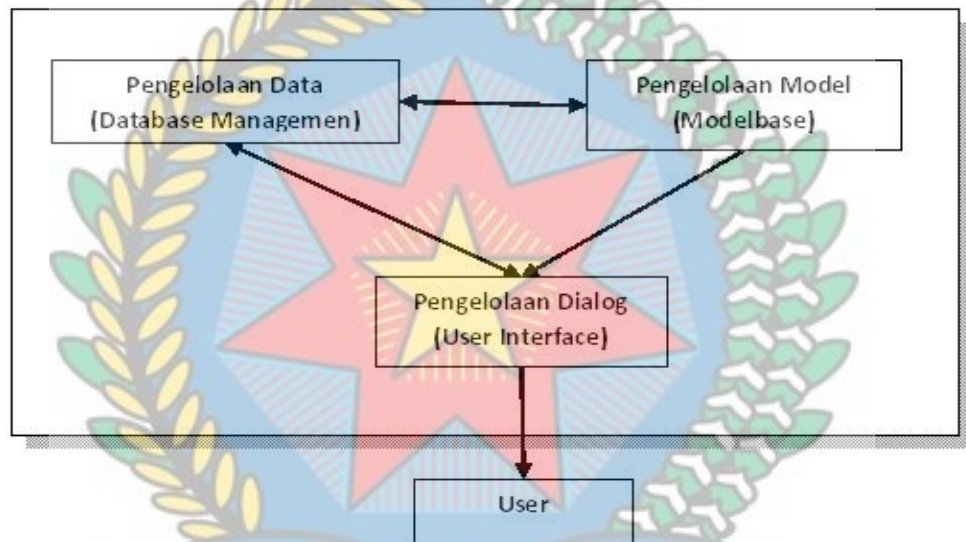 Pengelolaan Data
(Database Managemen)
Pengelolaan Model
(Modelbase)
Pengelolaan Dialog
(User Interface)
User